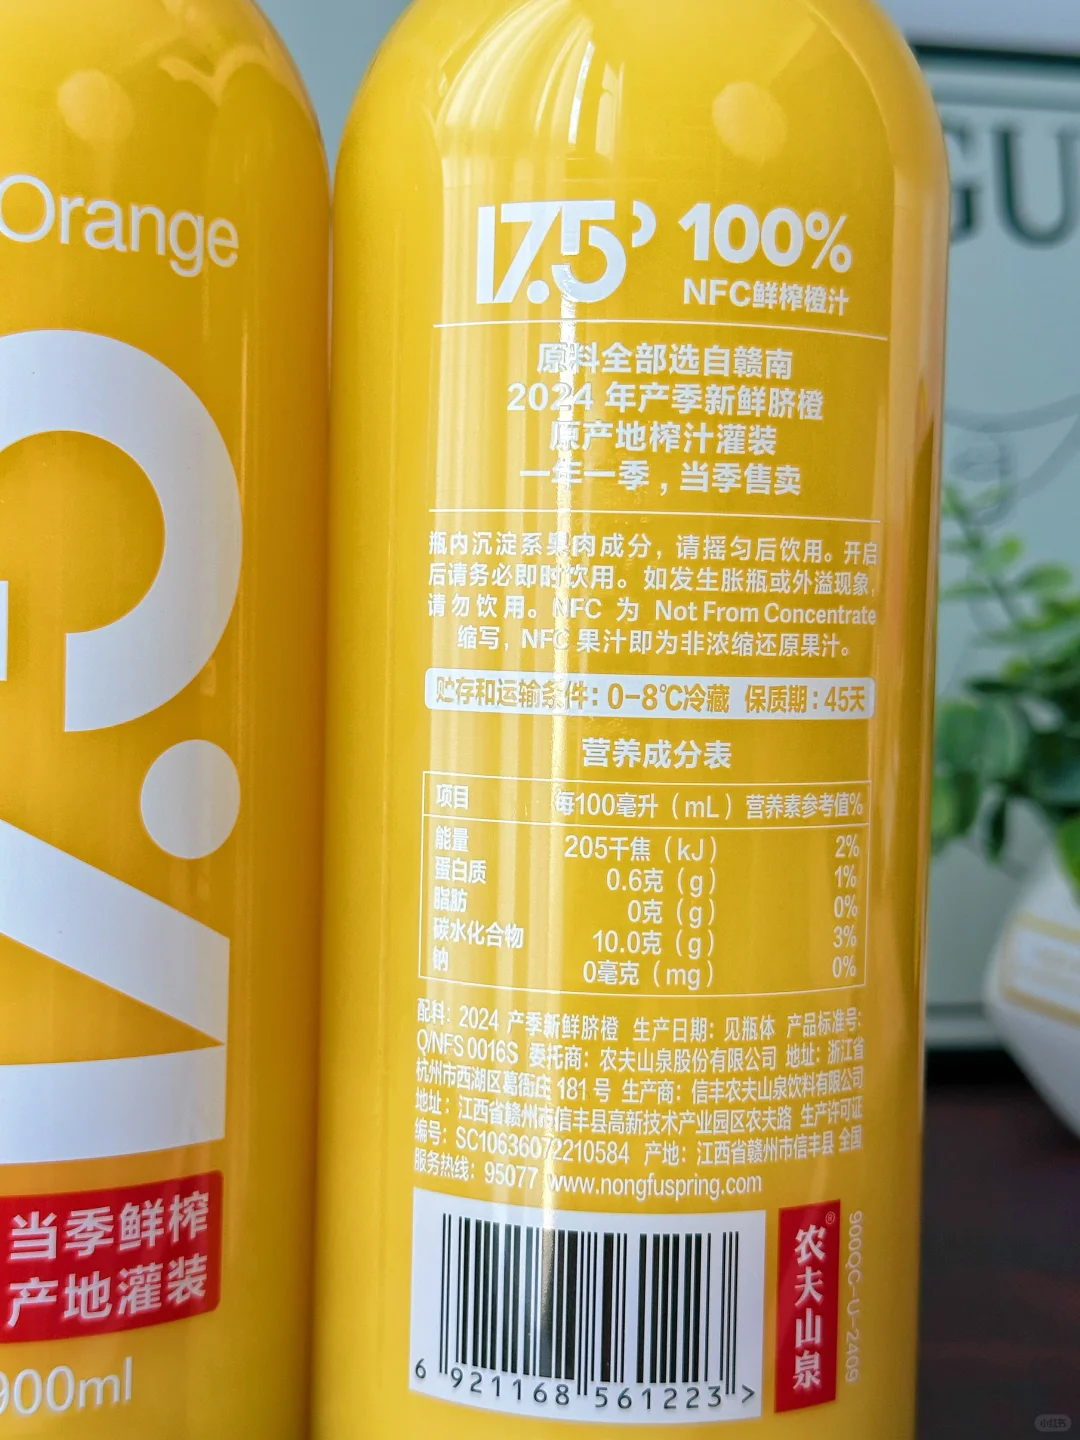 Orange
17.5
当季鲜榨
产地灌装
900ml
17.5° 100%
NFC鲜榨橙汁
原料全部选自赣南
2024 年产季新鲜脐橙
原产地榨汁灌装
一年一季，当季售卖
瓶内沉淀系果肉成分，请摇匀后饮用。开启
后请务必即时饮用。如发生胀瓶或外溢现象，
请勿饮用。NFC 为 Not From Concentrate
缩写，NFC 果汁即为非浓缩还原果汁。
贮存和运输条件：0-8℃冷藏 保质期：45天
营养成分表
项目 每100毫升（mL）营养素参考值%
能量 205千焦（kJ） 2%
蛋白质 0.6克（g） 1%
脂肪 0克（g） 0%
碳水化合物 10.0克（g） 3%
钠 0毫克（mg） 0%
配料：2024 产季新鲜脐橙 生产日期：见瓶体 产品标准号：
Q/NFS 0016S 委托商：农夫山泉股份有限公司 地址：浙江省
杭州市西湖区葛衙庄 181 号 生产商：信丰农夫山泉饮料有限公司
地址：江西省赣州市信丰县高新技术产业园区农夫路 生产许可证
编号：SC10636072210584 产地：江西省赣州市信丰县 全国
服务热线：95077 www.nongfuspring.com
6 921168 561223 >
农夫山泉®
900QC-U-2409
GU
小红书